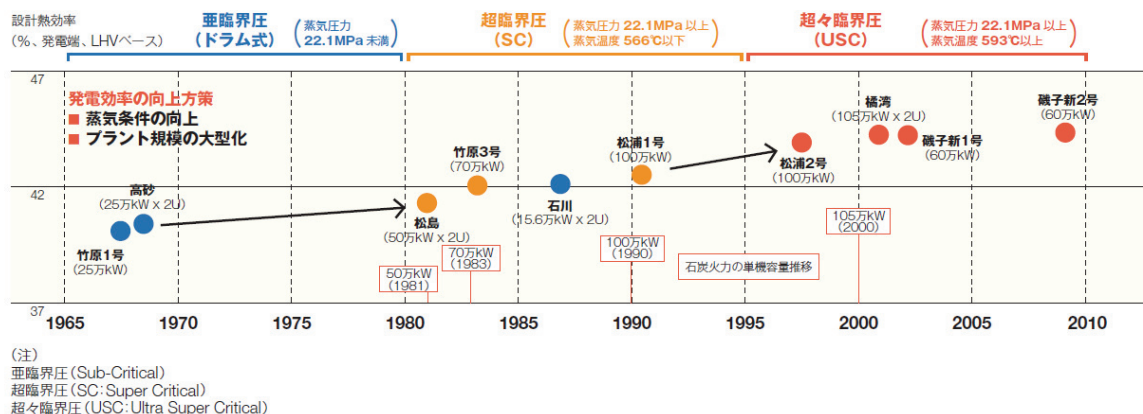 設計熱効率
(%、発電端、LHVベース)
亜臨界圧
(ドラム式)
(蒸気圧力
22.1MPa 未満)
超臨界圧
(SC)
(蒸気圧力 22.1MPa 以上
蒸気温度 566℃以下)
超々臨界圧
(USC)
(蒸気圧力 22.1MPa 以上
蒸気温度 593℃以上)
47
発電効率の向上方策
■ 蒸気条件の向上
■ プラント規模の大型化
42
37
高砂
(25万kW x 2U)
竹原1号
(25万kW)
竹原3号
(70万kW)
松島
(50万kW x 2U)
石川
(15.6万kW x 2U)
松浦1号
(100万kW)
松浦2号
(100万kW)
橘湾
(105万kW x 2U)
磯子新1号
(60万kW)
磯子新2号
(60万kW)
50万kW
(1981)
70万kW
(1983)
100万kW
(1990)
石炭火力の単機容量推移
105万kW
(2000)
1965 1970 1975 1980 1985 1990 1995 2000 2005 2010
(注)
亜臨界圧(Sub-Critical)
超臨界圧(SC:Super Critical)
超々臨界圧(USC:Ultra Super Critical)